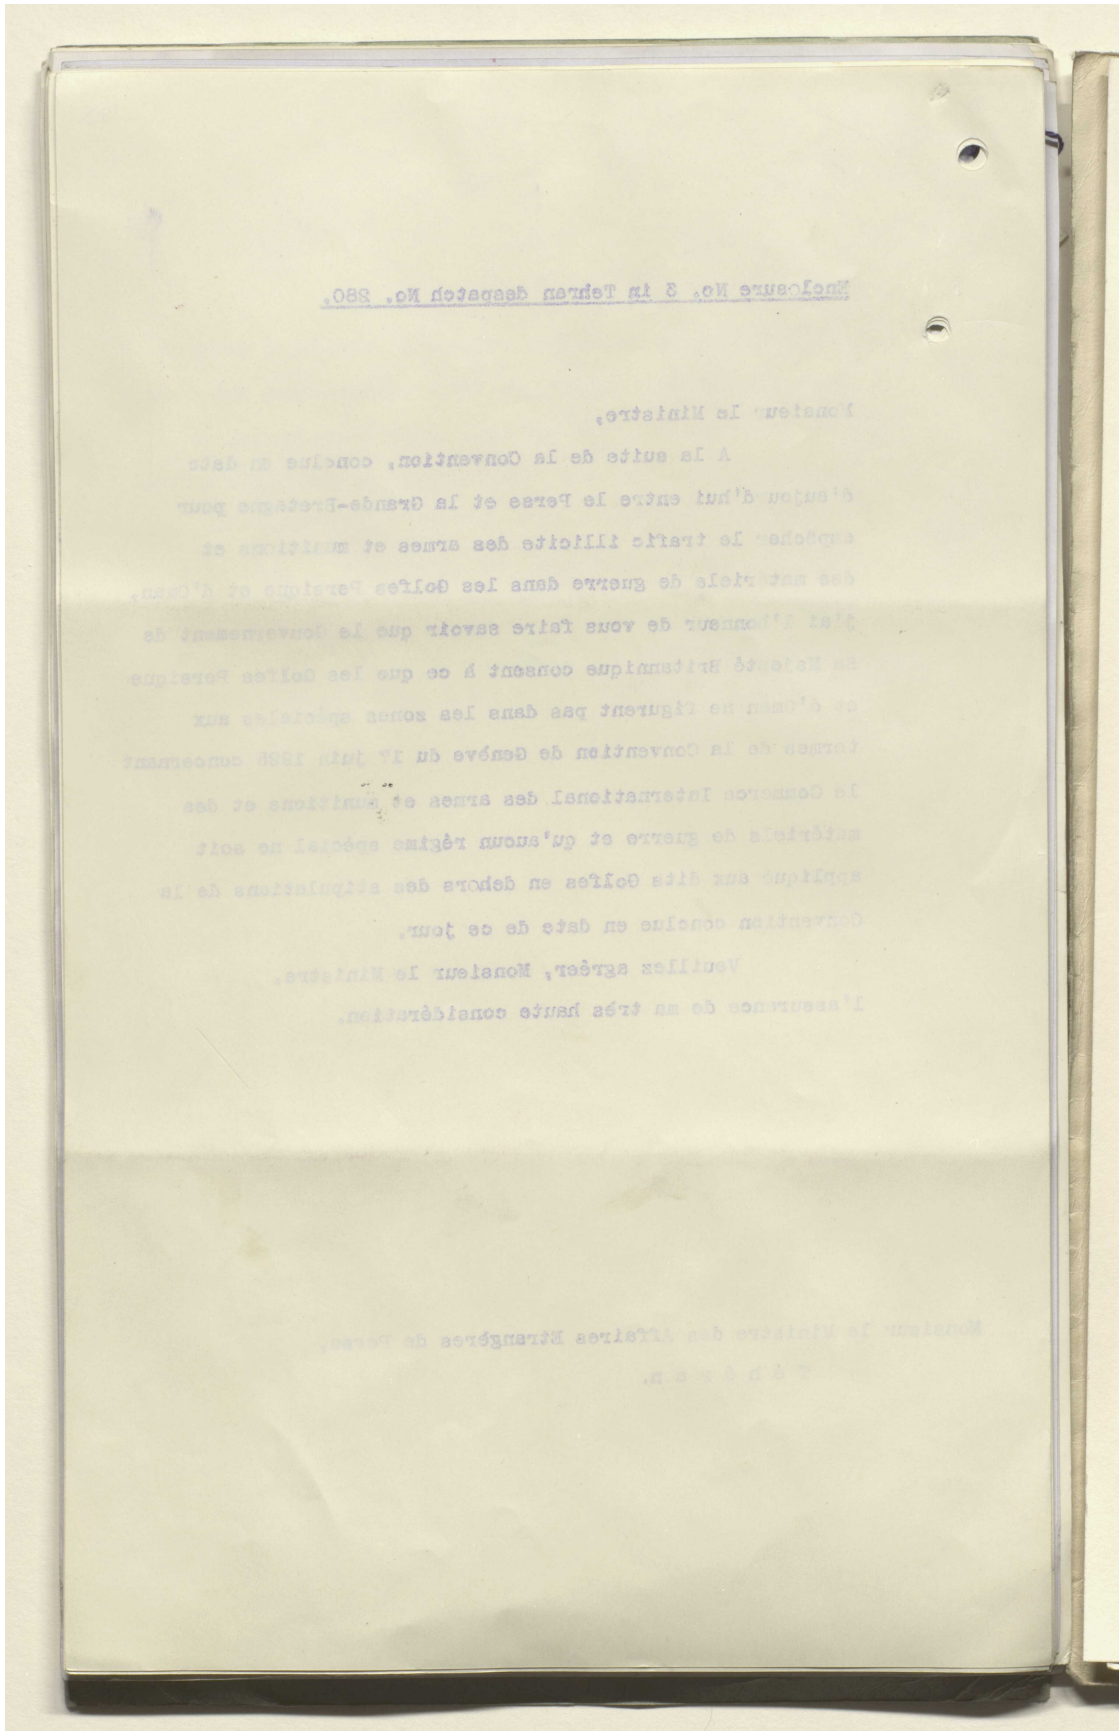 Enclosure No. 3 in Tehran despatch No. 280.
Monsieur le Ministre,
A la suite de la Convention, conclue en date
d'aujourd'hui entre le Perse et la Grande-Bretagne pour
empêcher le trafic illicite des armes et munitions et
des matériels de guerre dans les Golfes Persique et d'Oman,
j'ai l'honneur de vous faire savoir que le Gouvernement de
Sa Majesté Britannique consent à ce que les Golfes Persique
et d'Oman ne figurent pas dans les zones spéciales aux
termes de la Convention de Genève du 17 juin 1925 concernant
le Commerce International des armes et munitions et des
matériels de guerre et qu'aucun régime spécial ne soit
appliqué aux dits Golfes en dehors des stipulations de la
Convention conclue en date de ce jour.
Veuillez agréer, Monsieur le Ministre,
l'assurance de ma très haute considération.
Monsieur le Ministre des Affaires Etrangères de Perse,
T é h é r a n.